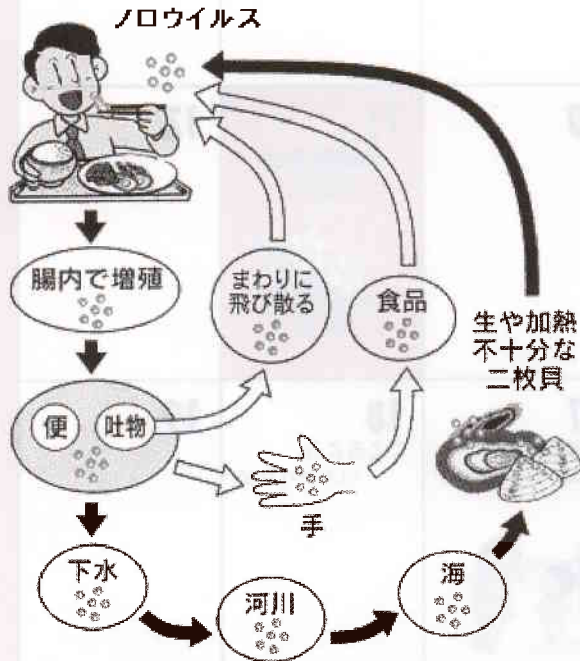 ノロウイルス
腸内で増殖
まわりに
飛び散る
食品
生や加熱
不十分な
二枚貝
便
吐物
手
下水
河川
海